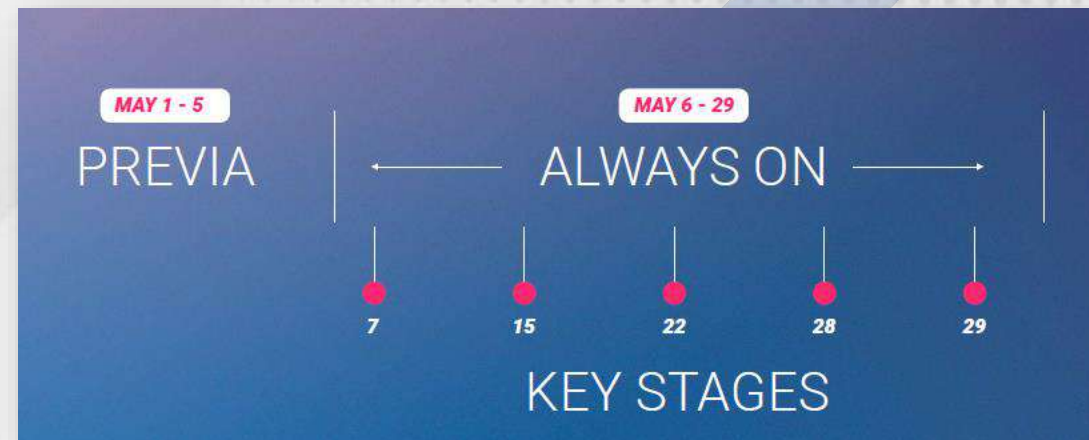 MAY 1 - 5
MAY 6 - 29
PREVIA
ALWAYS ON
7
15
22
28
29
KEY STAGES